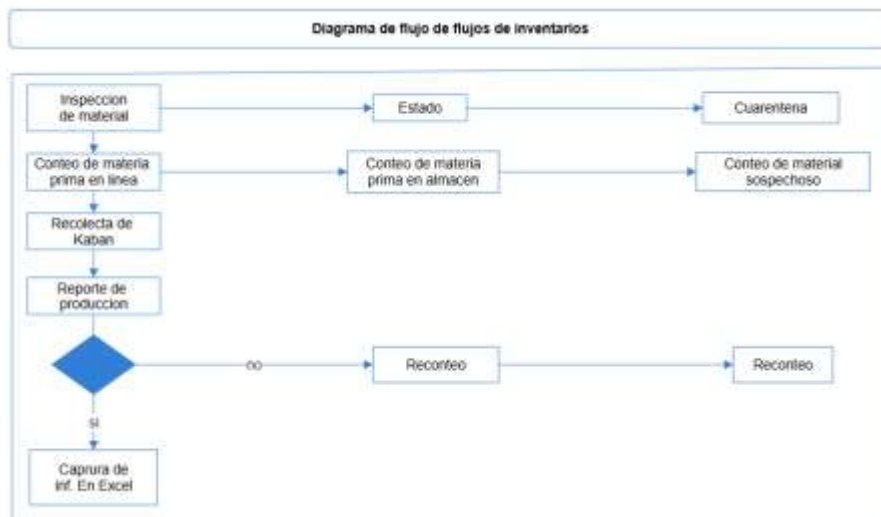 Diagrama de flujo de flujos de inventarios
Inspeccion
de material
Estado
Cuarentena
Conteo de materia
prima en linea
Conteo de materia
prima en almacen
Conteo de material
sospechoso
Recolecta de
Kaban
Reporte de
produccion
no
Reconteo
Reconteo
si
Caprura de
inf. En Excel